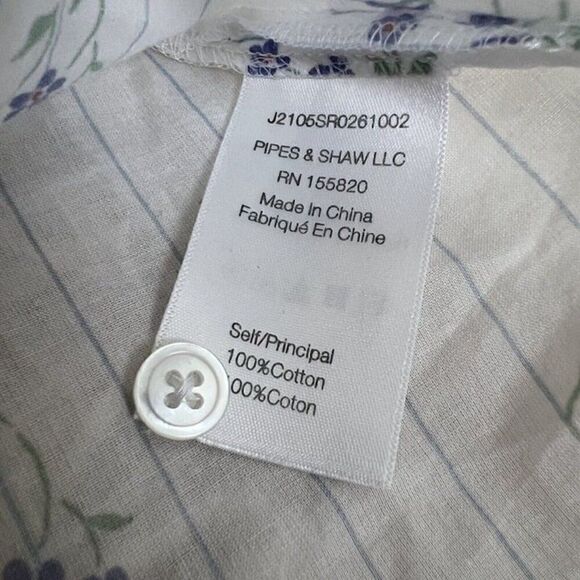 J2105SR0261002
PIPES & SHAW LLC
RN 155820
Made In China
Fabriqué En Chine
Self/Principal
100%Cotton
00%Coton